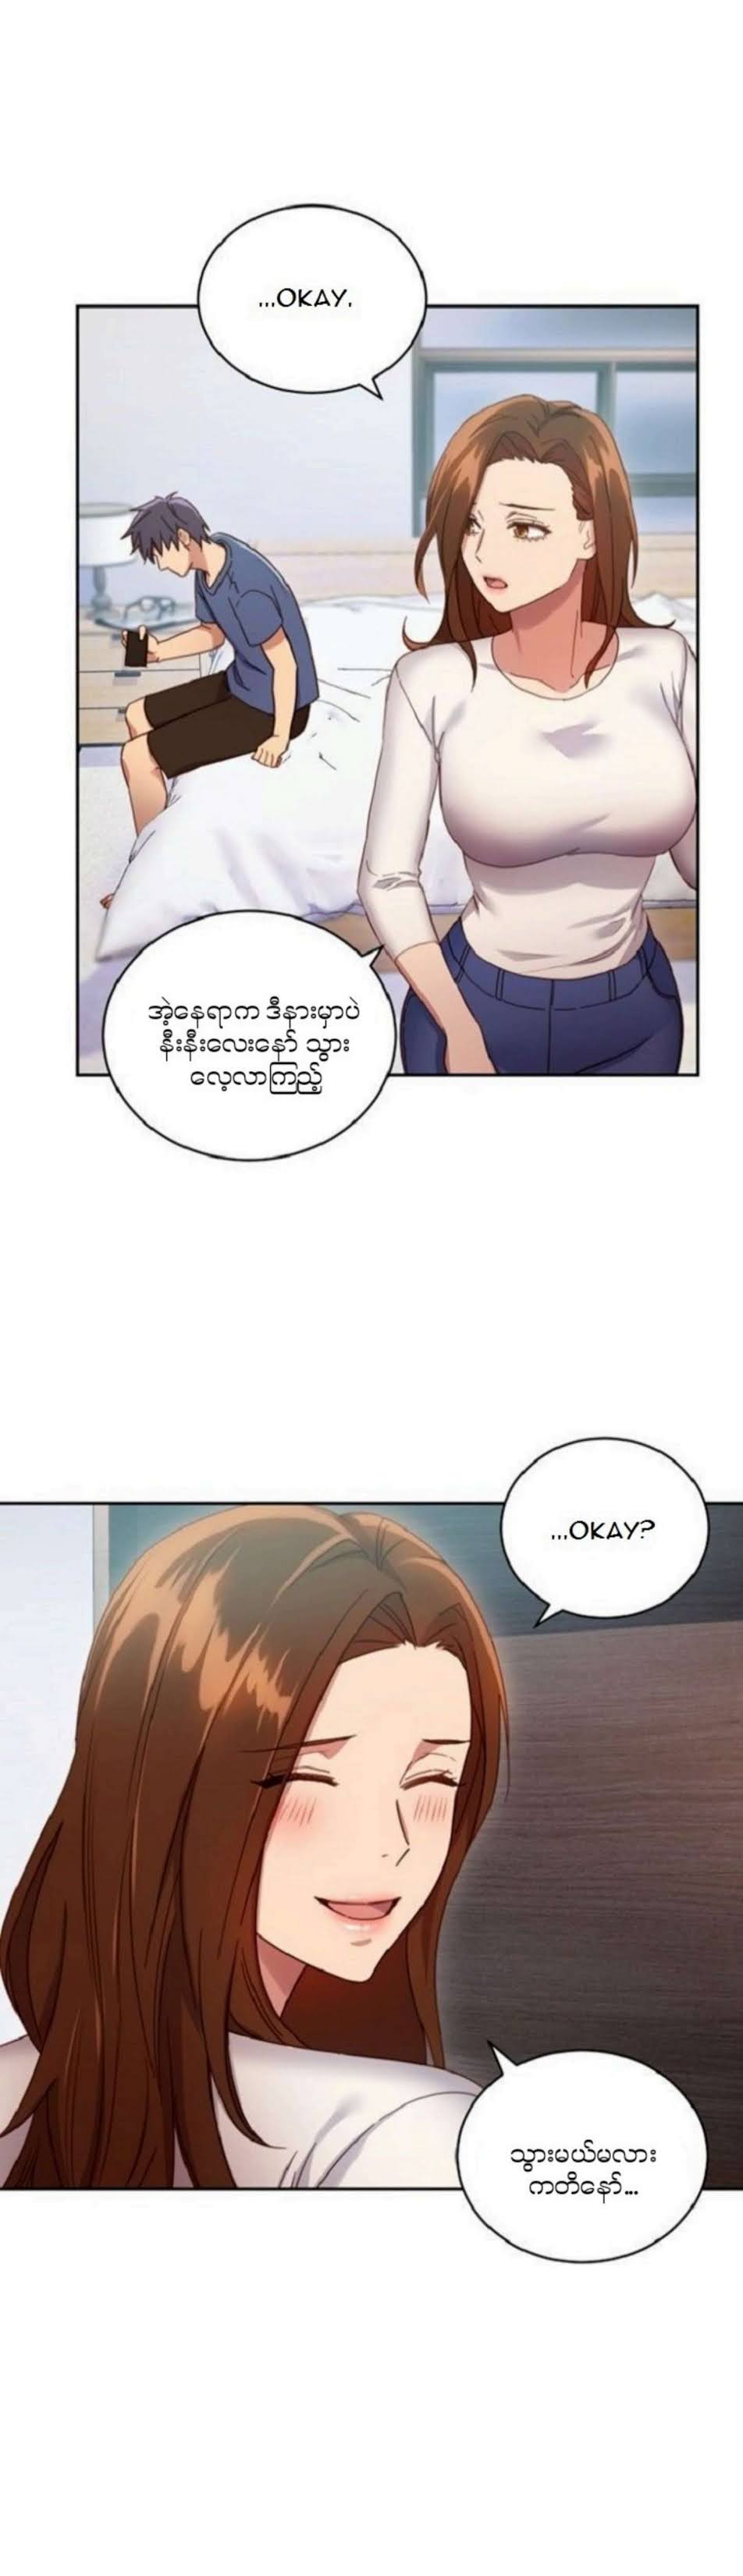 ...OKAY.
အဲ့နေရာက ဒီနားမှာပဲ
နီးနီးလေးနော် သွား
လေ့လာကြည့်
...OKAY?
သွားမယ်မလား
ကတိနော်...